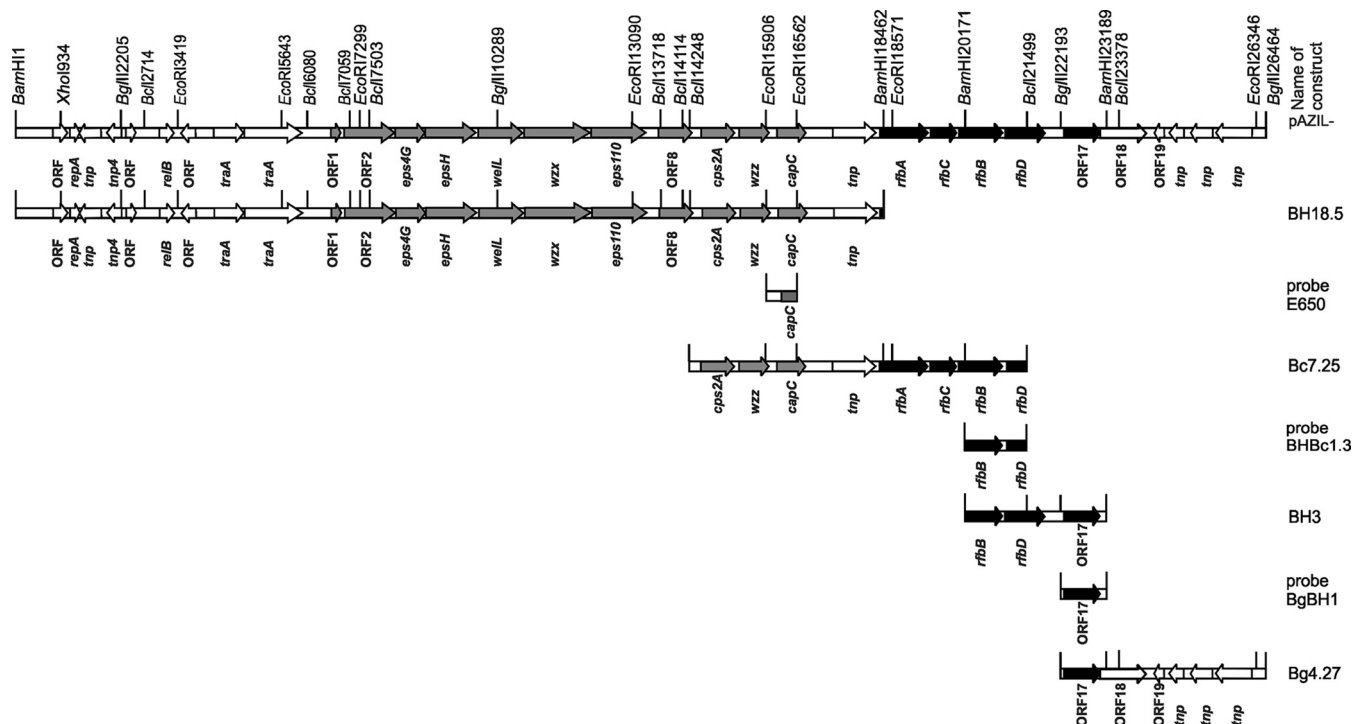 BamHI1
XhoI934
BglII2205
BclI2714
EcoRI3419
EcoRI5643
BclI6080
BclI7059
EcoRI7299
BclI7503
BglII10289
EcoRI13090
BclI13718
BclI14114
BclI14248
EcoRI15906
EcoRI16562
BamHI18462
EcoRI18571
BamHI20171
BclI21499
BglII22193
BamHI23189
BclI23378
EcoRI26346
BglII26464
Name of
construct
pAZIL-
ORF
repA
tnp
tnp4
ORF
relB
ORF
traA
traA
ORF1
ORF2
eps4G
epsH
welL
wzx
eps110
ORF8
cps2A
wzz
capC
tnp
rfbA
rfbC
rfbB
rfbD
ORF17
ORF18
ORF19
tnp
tnp
tnp
BH18.5
ORF
repA
tnp
tnp4
ORF
relB
ORF
traA
traA
ORF1
ORF2
eps4G
epsH
welL
wzx
eps110
ORF8
cps2A
wzz
capC
tnp
probe
E650
capC
Bc7.25
cps2A
wzz
capC
tnp
rfbA
rfbC
rfbB
rfbD
probe
BHBc1.3
rfbB
rfbD
BH3
rfbB
rfbD
ORF17
probe
BgBH1
ORF17
Bg4.27
ORF17
ORF18
ORF19
tnp
tnp
tnp